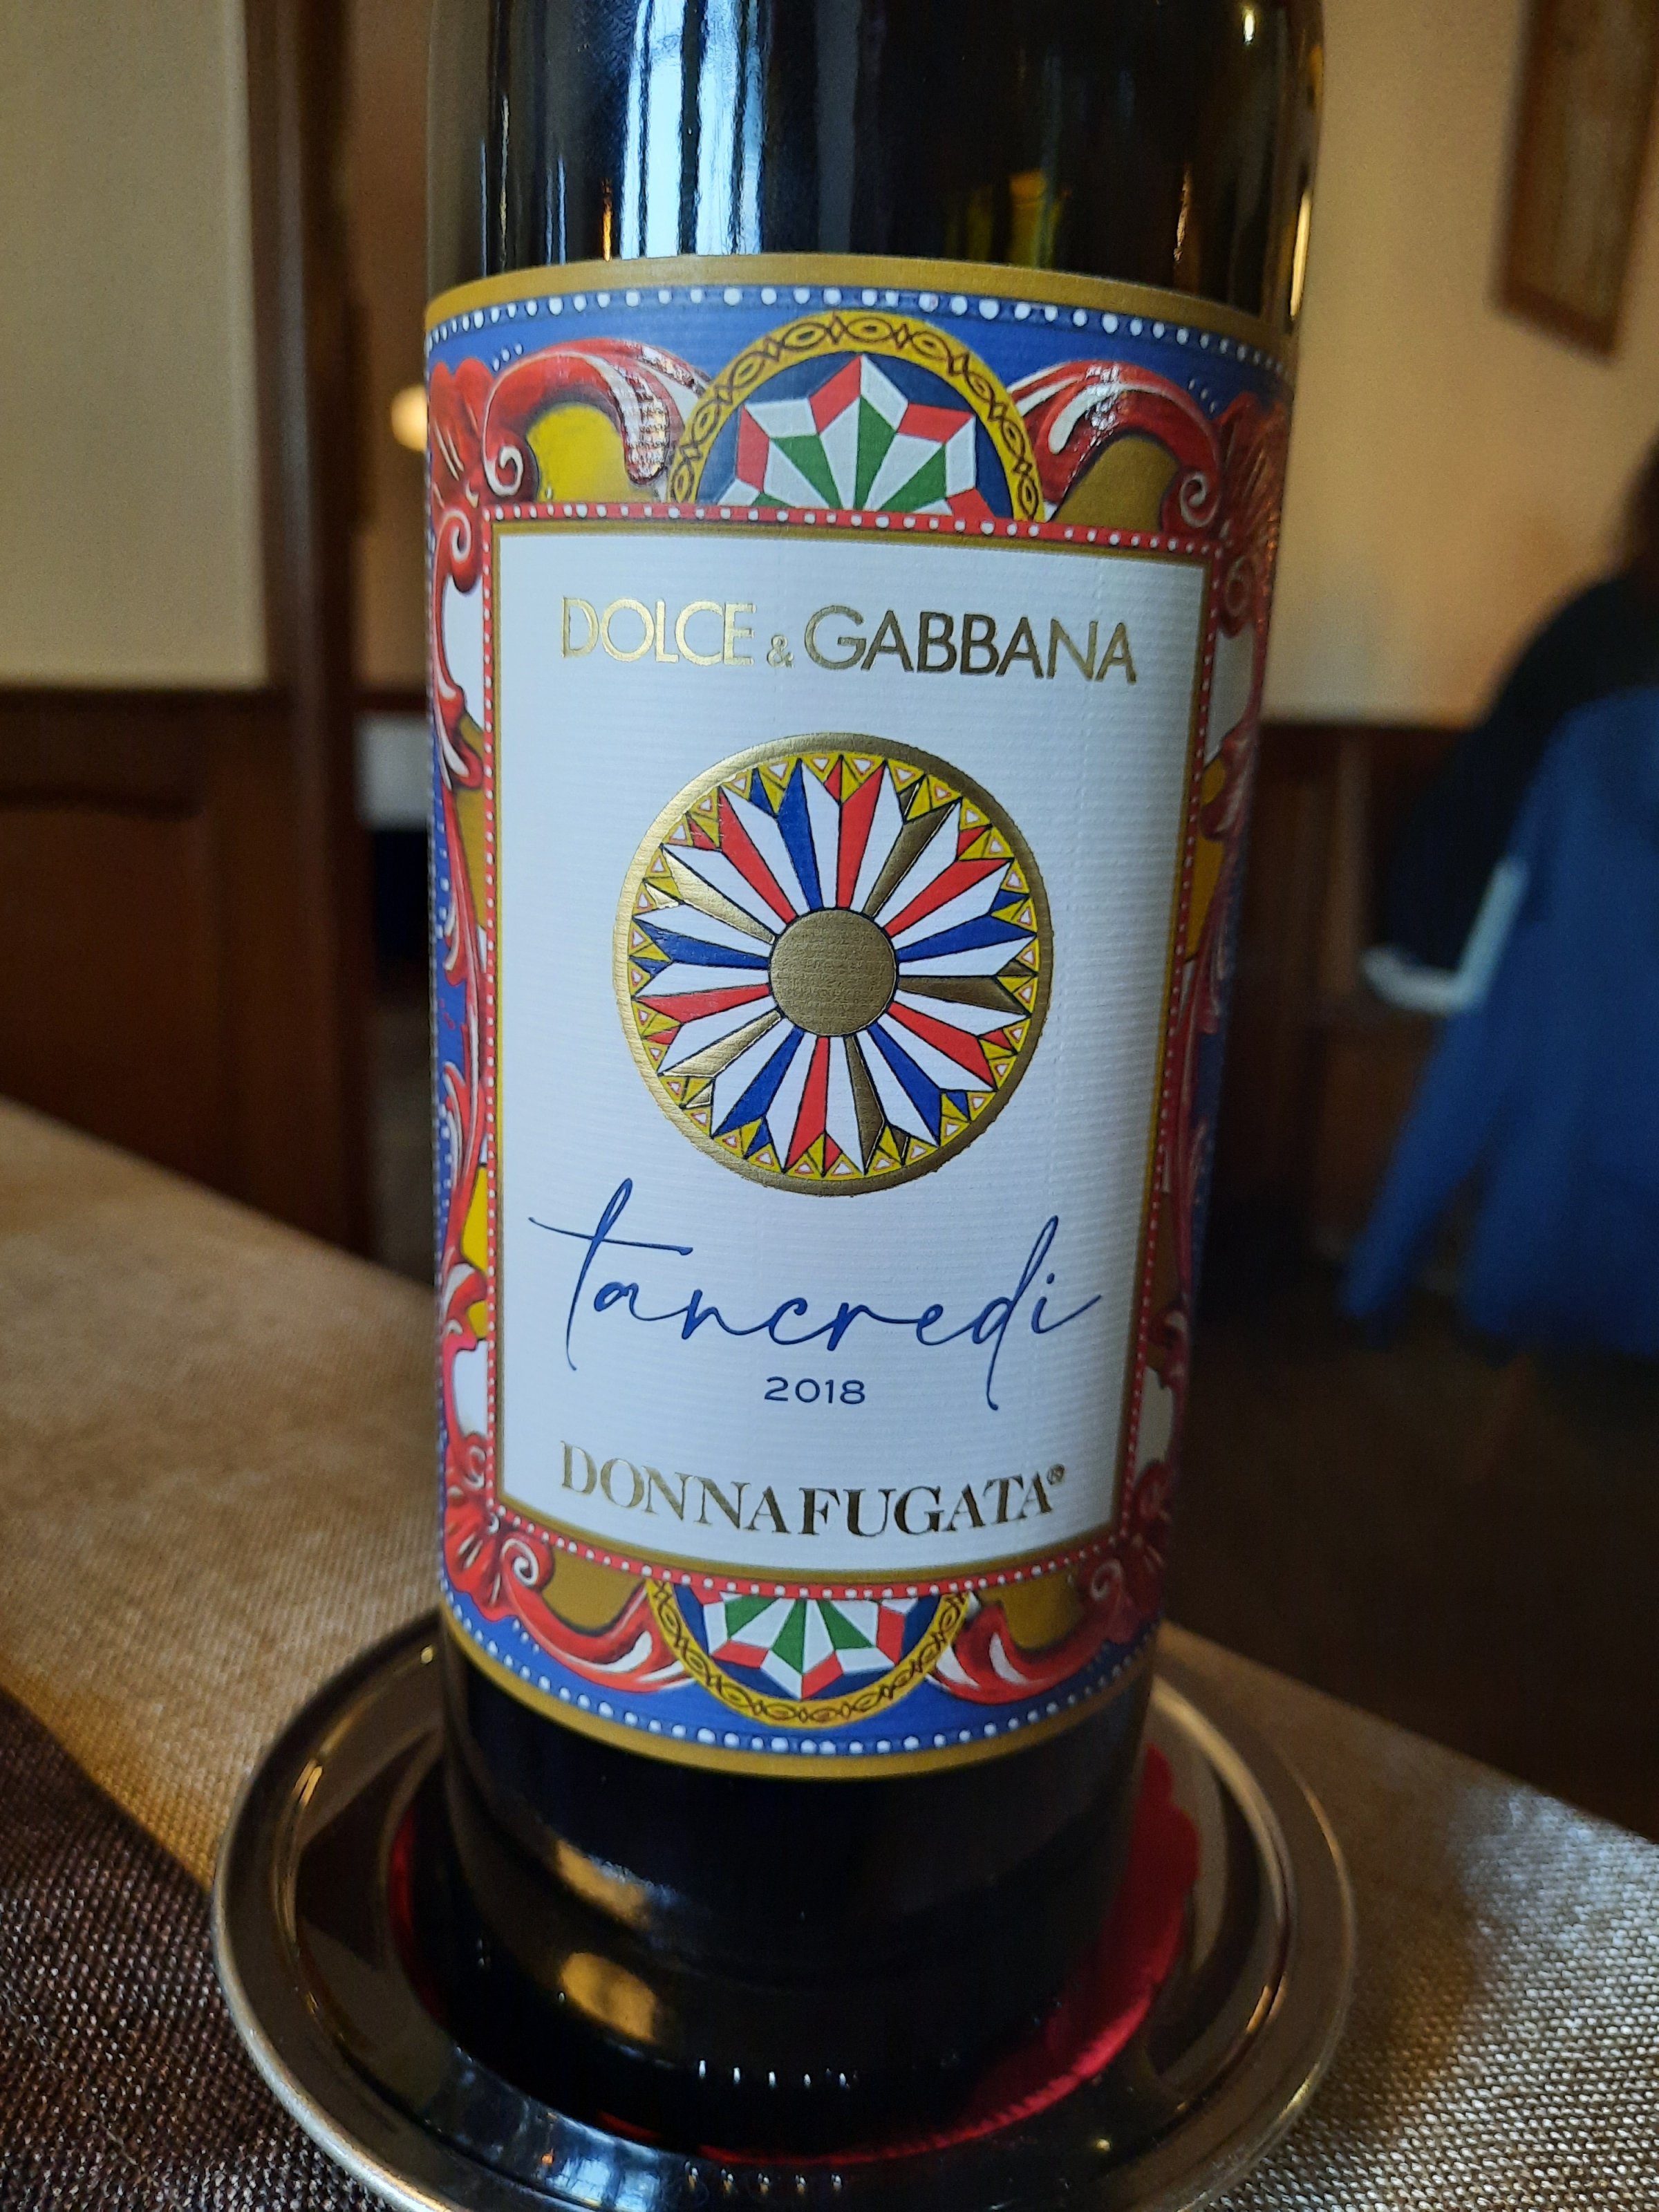 DOLCE & GABBANA
tancredi
2018
DONNAFUGATA®